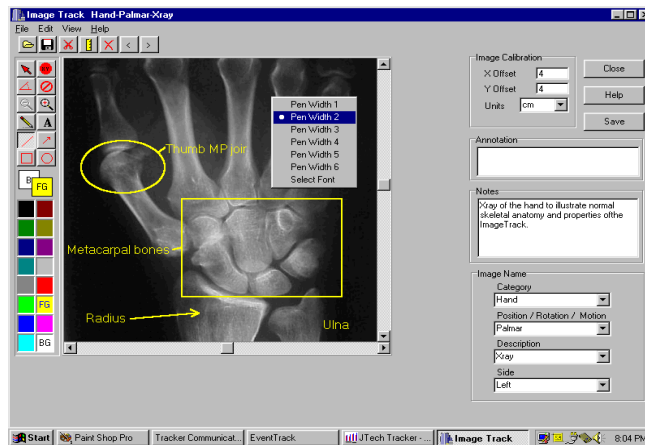 Image Track Hand-Palmar-Xray
File Edit View Help
< >
A
B
FG
FG
BG
Pen Width 1
Pen Width 2
Pen Width 3
Pen Width 4
Pen Width 5
Pen Width 6
Select Font
Thumb MP joir
Metacarpal bones
Radius
Ulna
Image Calibration
X Offset 4
Y Offset 4
Units cm
Close
Help
Save
Annotation
Notes
Xray of the hand to illustrate normal
skeletal anatomy and properties ofthe
ImageTrack.
Image Name
Category
Hand
Position / Rotation / Motion
Palmar
Description
Xray
Side
Left
Start Paint Shop Pro Tracker Communicat... EventTrack JTech Tracker - ... Image Track 8:04 PM